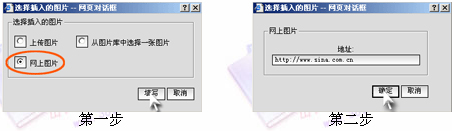 选择插入的图片 -- 网页对话框
选择插入的图片
上传图片
从图片库中选择一张图片
网上图片
填写
取消
第一步
选择插入的图片 -- 网页对话框
网上图片
地址:
http://www.sina.com.cn
确定
取消
第二步